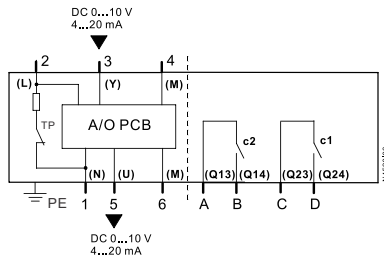 DC 0...10 V
4...20 mA
2 3 4
(L) (Y) (M)
TP
A/O PCB
c2 c1
(N) (U) (M) (Q13) (Q14) (Q23) (Q24)
PE 1 5 6 A B C D
DC 0...10 V
4...20 mA